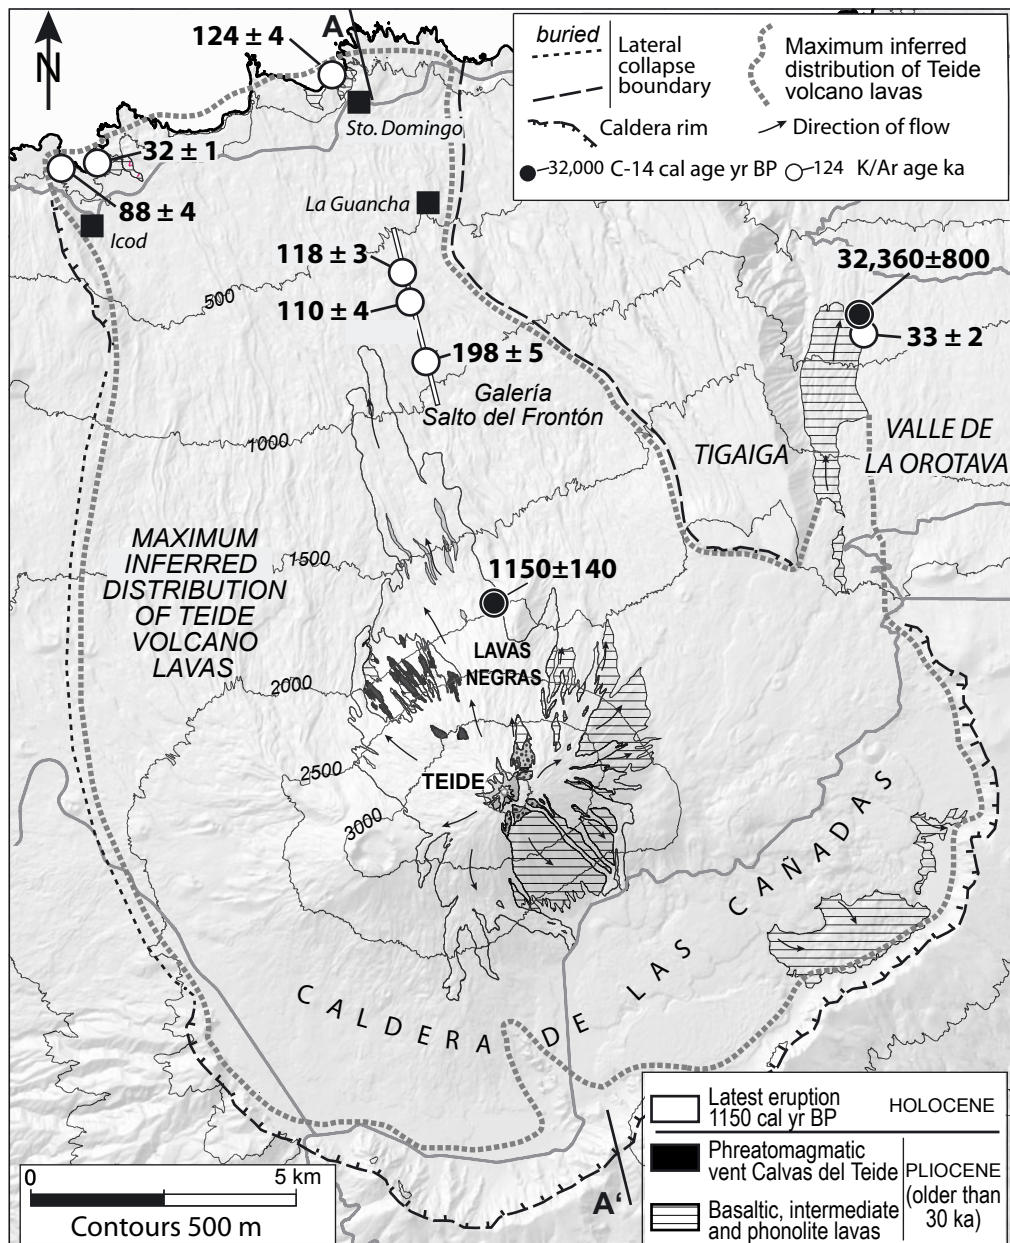 N
A
124 ± 4
Sto. Domingo
32 ± 1
88 ± 4
Icod
La Guancha
buried
Lateral
collapse
boundary
Maximum inferred
distribution of Teide
volcano lavas
Caldera rim
Direction of flow
32,000 C-14 cal age yr BP
124 K/Ar age ka
118 ± 3
110 ± 4
198 ± 5
Galería
Salto del Frontón
32,360±800
33 ± 2
500
1000
1500
2000
2500
3000
TIGAIGA
VALLE DE
LA OROTAVA
MAXIMUM
INFERRED
DISTRIBUTION
OF TEIDE
VOLCANO
LAVAS
1150±140
LAVAS
NEGRAS
TEIDE
CALDERA DE LAS CAÑADAS
A'
0 5 km
Contours 500 m
Latest eruption
1150 cal yr BP
HOLOCENE
Phreatomagmatic
vent Calvas del Teide
Basaltic, intermediate
and phonolite lavas
PLIOCENE
(older than
30 ka)